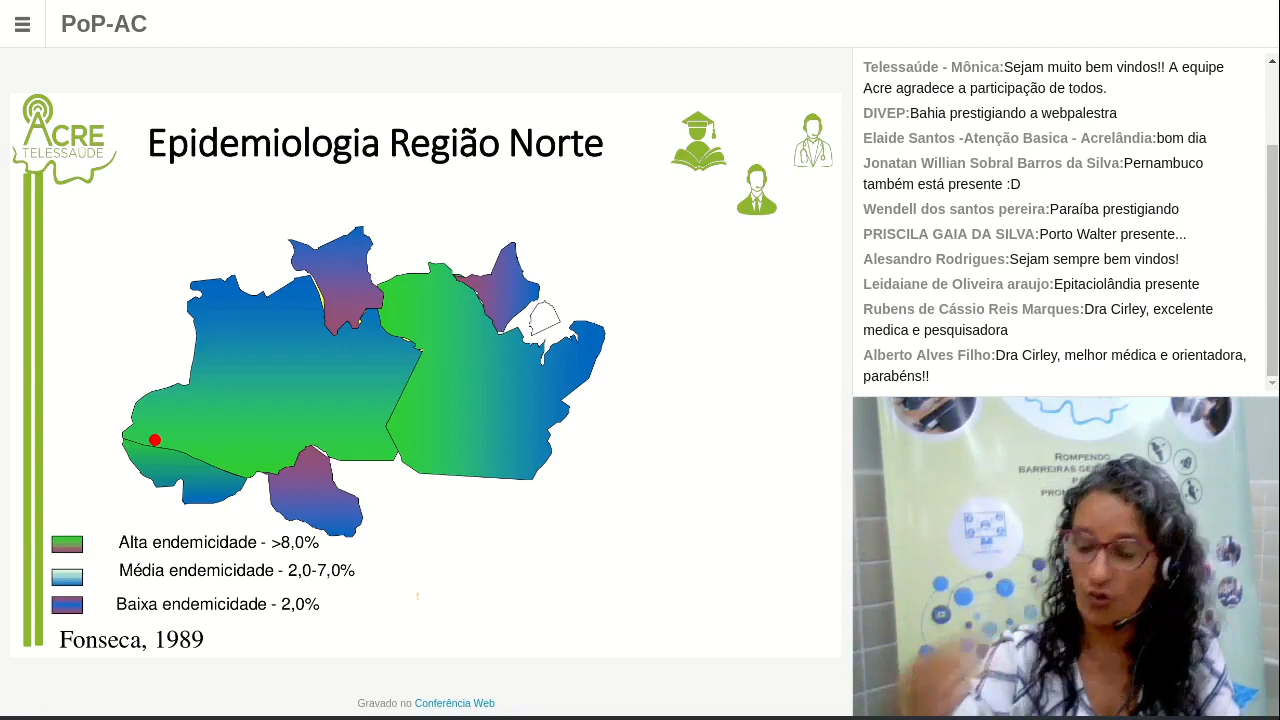 PoP-AC
ACRE
TELESSAÚDE
Epidemiologia Região Norte
Alta endemicidade - >8,0%
Média endemicidade - 2,0-7,0%
Baixa endemicidade - 2,0%
Fonseca, 1989
Gravado no Conferência Web
Telessaúde - Mônica:Sejam muito bem vindos!! A equipe
Acre agradece a participação de todos.
DIVEP:Bahia prestigiando a webpalestra
Elaide Santos -Atenção Basica - Acrelândia:bom dia
Jonatan Willian Sobral Barros da Silva:Pernambuco
também está presente :D
Wendell dos santos pereira:Paraíba prestigiando
PRISCILA GAIA DA SILVA:Porto Walter presente...
Alesandro Rodrigues:Sejam sempre bem vindos!
Leidaiane de Oliveira araujo:Epitaciolândia presente
Rubens de Cássio Reis Marques:Dra Cirley, excelente
medica e pesquisadora
Alberto Alves Filho:Dra Cirley, melhor médica e orientadora,
parabéns!!
ROMPENDO
BARREIRAS